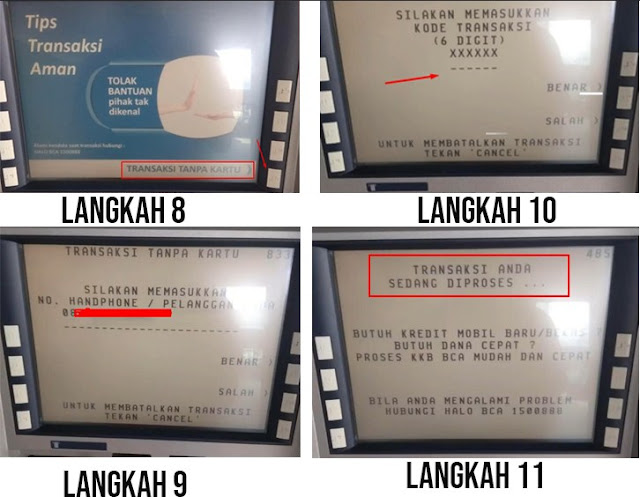 Tips
Transaksi
Aman
TOLAK
BANTUAN
pihak tak
dikenal
TRANSAKSI TANPA KARTU
LANGKAH 8
SILAKAN MEMASUKKAN
KODE TRANSAKSI
(6 DIGIT)
XXXXXX
------
BENAR
SALAH
UNTUK MEMBATALKAN TRANSAKSI
TEKAN 'CANCEL'
LANGKAH 10
TRANSAKSI TANPA KARTU 833
SILAKAN MEMASUKKAN
NO. HANDPHONE / PELANGGAN
08
BENAR
SALAH
UNTUK MEMBATALKAN TRANSAKSI
TEKAN 'CANCEL'
LANGKAH 9
485
TRANSAKSI ANDA
SEDANG DIPROSES ...
BUTUH KREDIT MOBIL BARU/BEKAS ?
BUTUH DANA CEPAT ?
PROSES KKB BCA MUDAH DAN CEPAT
BILA ANDA MENGALAMI PROBLEM
HUBUNGI HALO BCA 1500888
LANGKAH 11